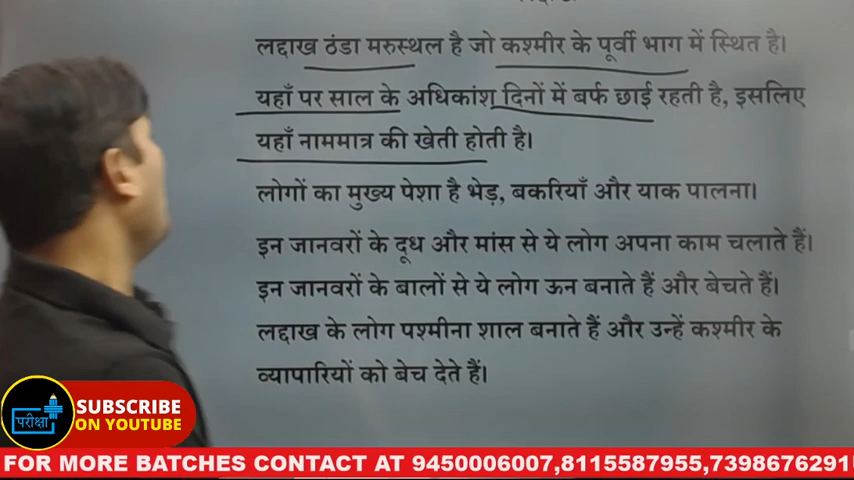 लद्दाख ठंडा मरुस्थल है जो कश्मीर के पूर्वी भाग में स्थित है।
यहाँ पर साल के अधिकांश दिनों में बर्फ छाई रहती है, इसलिए
यहाँ नाममात्र की खेती होती है।
लोगों का मुख्य पेशा है भेड़, बकरियाँ और याक पालना।
इन जानवरों के दूध और मांस से ये लोग अपना काम चलाते हैं।
इन जानवरों के बालों से ये लोग ऊन बनाते हैं और बेचते हैं।
लद्दाख के लोग पश्मीना शाल बनाते हैं और उन्हें कश्मीर के
व्यापारियों को बेच देते हैं।
परीक्षा
SUBSCRIBE
ON YOUTUBE
FOR MORE BATCHES CONTACT AT 9450006007,8115587955,7398676291